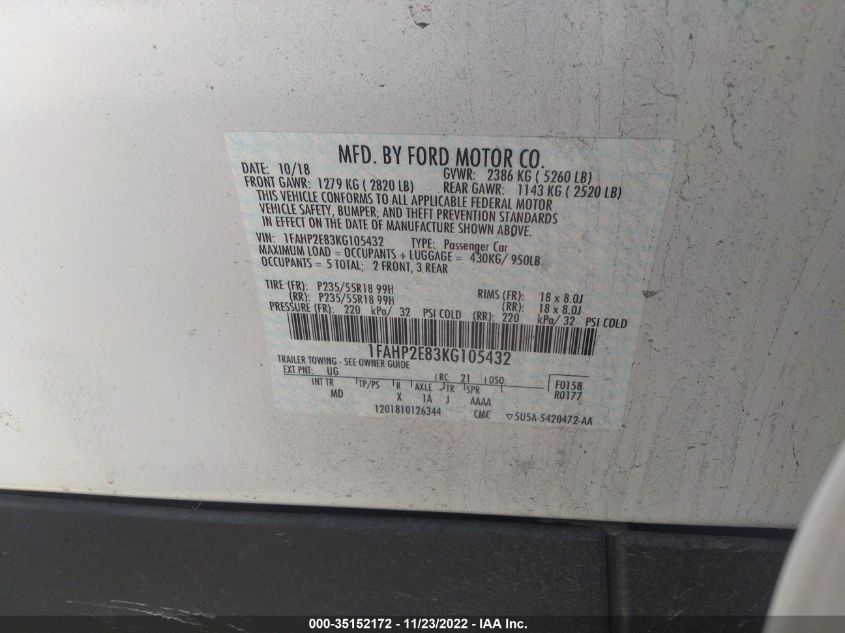 MFD. BY FORD MOTOR CO.
DATE: 10/18 GVWR: 2386 KG ( 5260 LB)
FRONT GAWR: 1279 KG ( 2820 LB) REAR GAWR: 1143 KG ( 2520 LB)
THIS VEHICLE CONFORMS TO ALL APPLICABLE FEDERAL MOTOR
VEHICLE SAFETY, BUMPER, AND THEFT PREVENTION STANDARDS
IN EFFECT ON THE DATE OF MANUFACTURE SHOWN ABOVE.
VIN: 1FAHP2E83KG105432 TYPE: Passenger Car
MAXIMUM LOAD = OCCUPANTS + LUGGAGE = 430KG/ 950LB
OCCUPANTS = 5 TOTAL; 2 FRONT, 3 REAR
TIRE (FR): P235/55R18 99H RIMS (FR): 18 x 8.0J
(RR): P235/55R18 99H (RR): 18 x 8.0J
PRESSURE (FR): 220 kPa/ 32 PSI COLD (RR): 220 kPa/ 32 PSI COLD
1FAHP2E83KG105432
TRAILER TOWING - SEE OWNER GUIDE
EXT PNT: UG RC: 21 DSO: F0158
INT TR TP/PS R AXLE TR SPR R0177
MD X 1A J AAAA
1201810126344 CMC ▽5U5A-5420472-AA
000-35152172 - 11/23/2022 - IAA Inc.